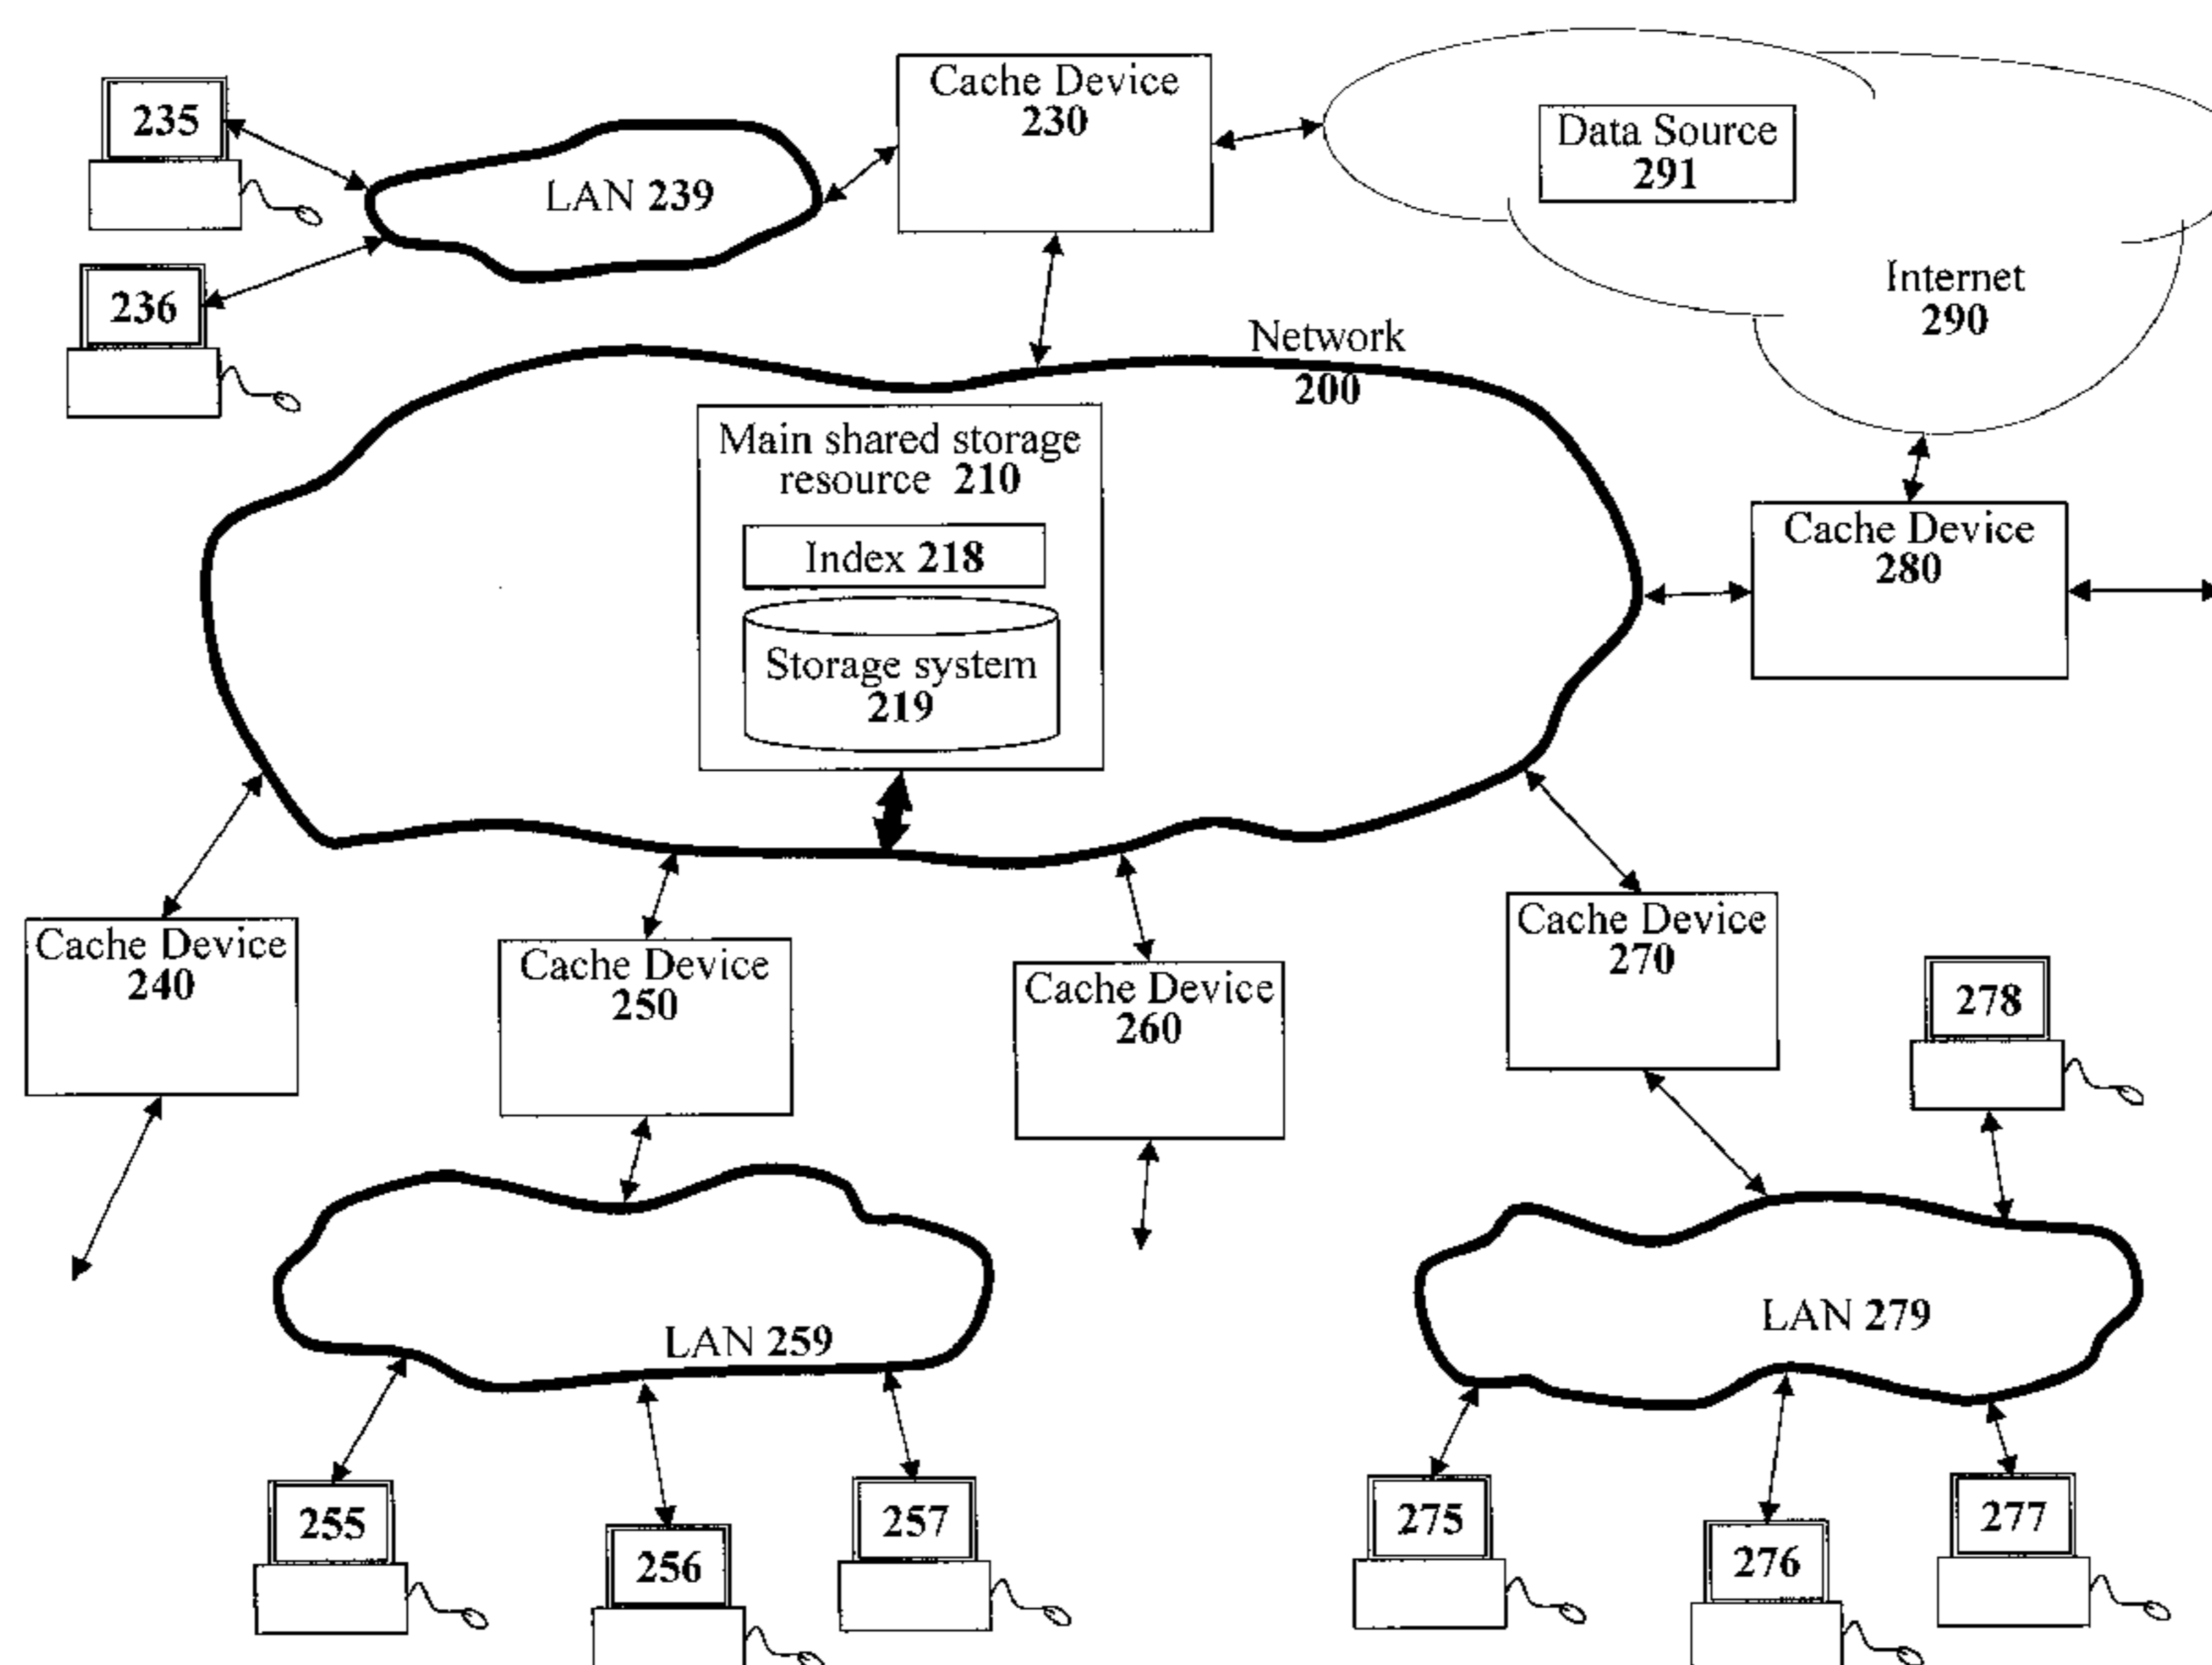 235
Cache Device
230
Data Source
291
LAN 239
236
Internet
290
Network
200
Main shared storage
resource 210
Index 218
Storage system
219
Cache Device
280
Cache Device
240
Cache Device
250
Cache Device
260
Cache Device
270
278
LAN 259
LAN 279
255
256
257
275
276
277